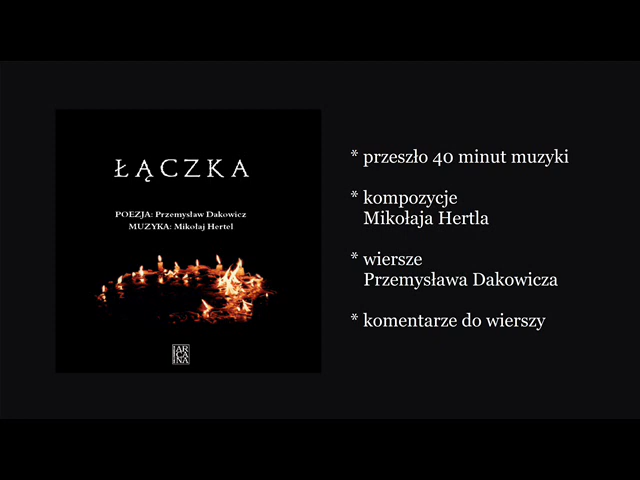 ŁĄCZKA
POEZJA: Przemysław Dakowicz
MUZYKA: Mikołaj Hertel
ARCANA
* przeszło 40 minut muzyki
* kompozycje
Mikołaja Hertla
* wiersze
Przemysława Dakowicza
* komentarze do wierszy